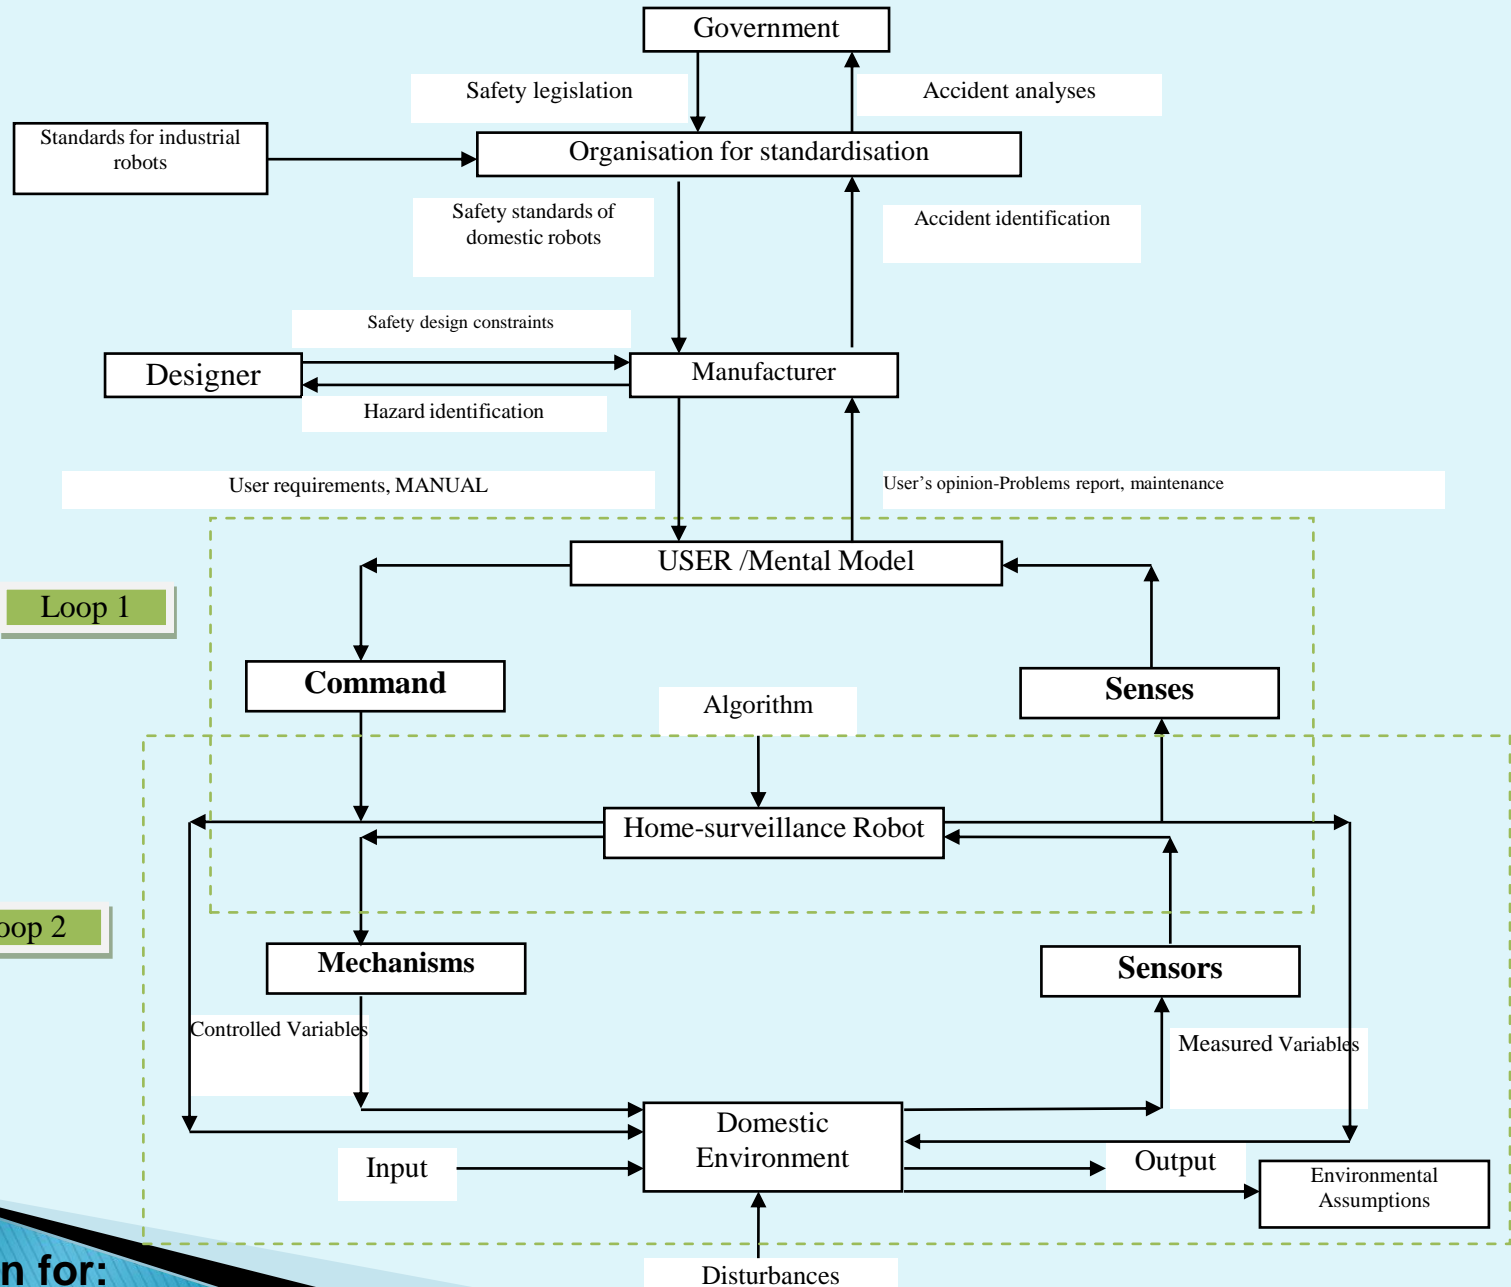 Government
Safety legislation
Accident analyses
Standards for industrial
robots
Organisation for standardisation
Safety standards of
domestic robots
Accident identification
Safety design constraints
Designer
Manufacturer
Hazard identification
User requirements, MANUAL
User’s opinion-Problems report, maintenance
USER /Mental Model
Loop 1
Command
Senses
Algorithm
Home-surveillance Robot
oop 2
Mechanisms
Sensors
Controlled Variables
Measured Variables
Domestic
Environment
Input
Output
Environmental
Assumptions
n for:
Disturbances